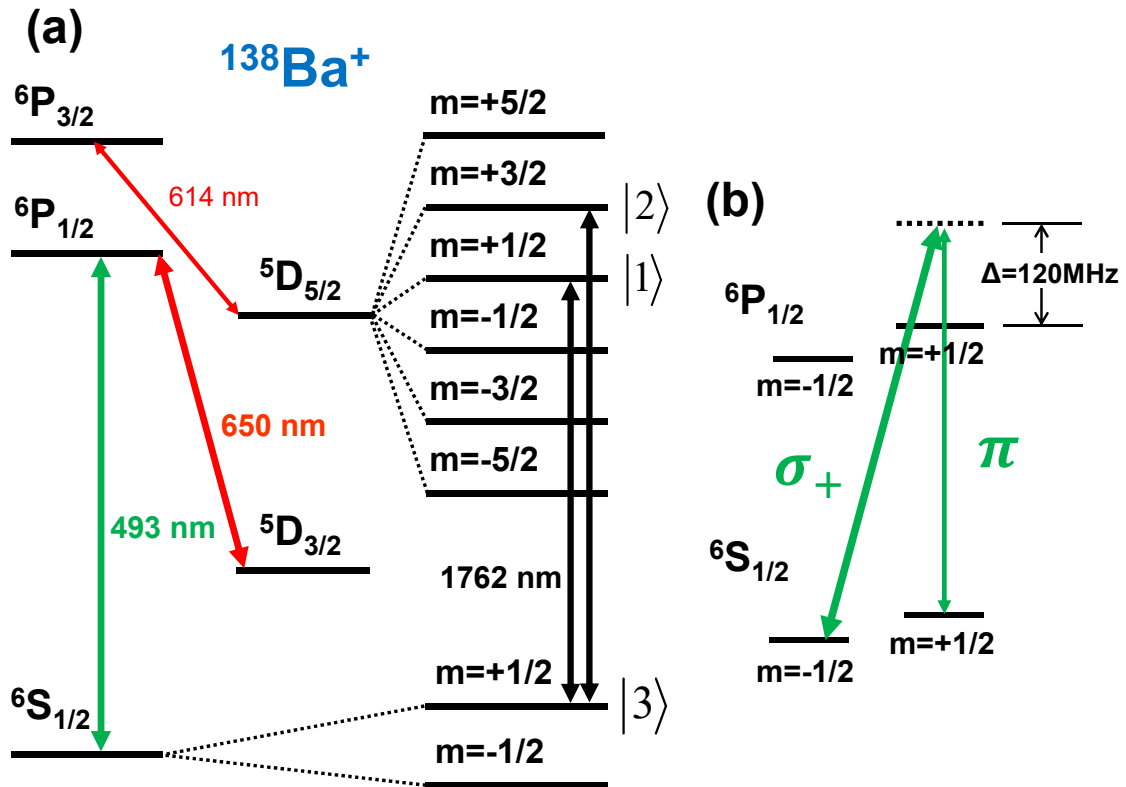 (a)
¹³⁸Ba⁺
⁶P₃/₂
⁶P₁/₂
614 nm
⁵D₅/₂
650 nm
493 nm
⁵D₃/₂
⁶S₁/₂
m=+5/2
m=+3/2
|2⟩
m=+1/2
|1⟩
m=-1/2
m=-3/2
m=-5/2
1762 nm
m=+1/2
|3⟩
m=-1/2
(b)
Δ=120MHz
⁶P₁/₂
m=+1/2
m=-1/2
σ₊
π
⁶S₁/₂
m=+1/2
m=-1/2